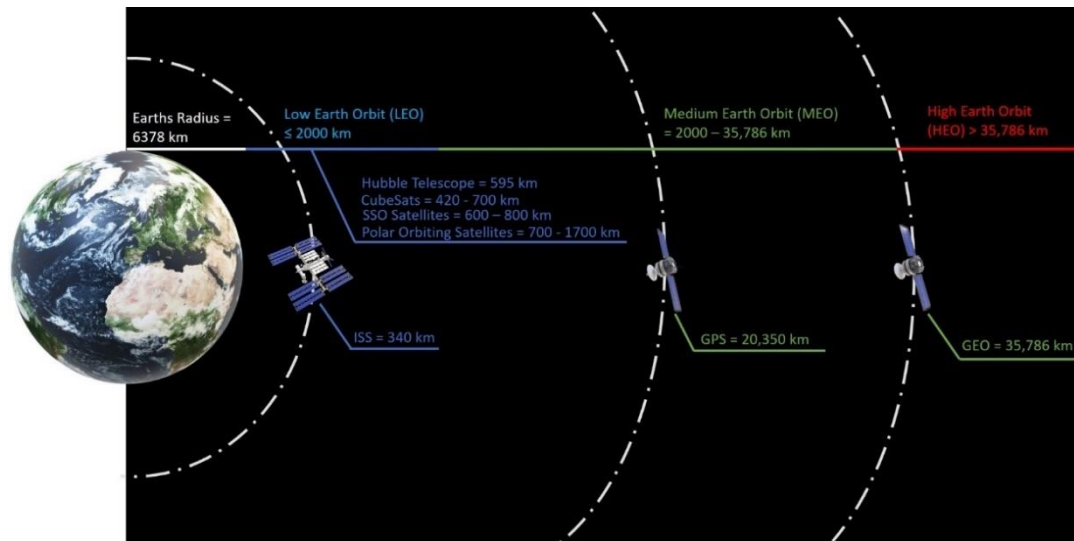 Earths Radius =
6378 km
Low Earth Orbit (LEO)
≤ 2000 km
Medium Earth Orbit (MEO)
= 2000 – 35,786 km
High Earth Orbit
(HEO) > 35,786 km
Hubble Telescope = 595 km
CubeSats = 420 - 700 km
SSO Satellites = 600 – 800 km
Polar Orbiting Satellites = 700 - 1700 km
ISS = 340 km
GPS = 20,350 km
GEO = 35,786 km